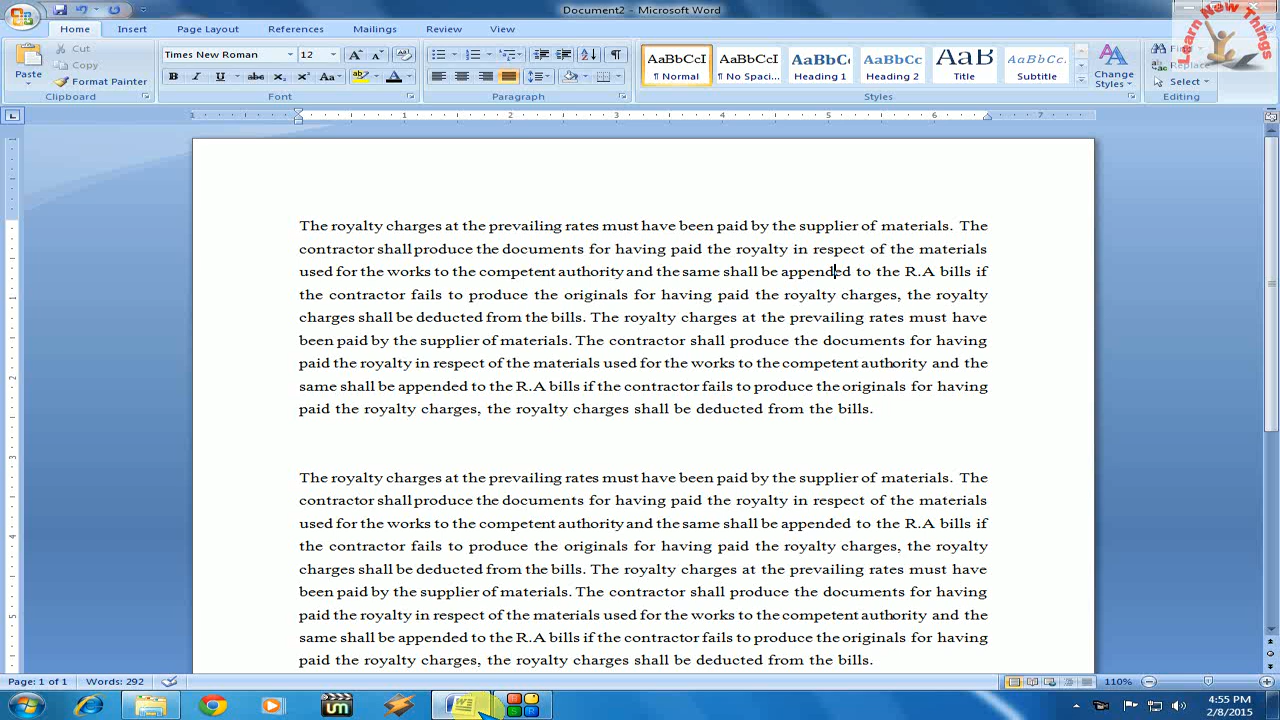 Document2 - Microsoft Word
Home Insert Page Layout References Mailings Review View
Learn New Things
Paste
Cut
Copy
Format Painter
Clipboard
Times New Roman 12
Font
Paragraph
AaBbCcI AaBbCcI AaBbC AaBbCc AaB AaBbCc.
¶ Normal ¶ No Spaci... Heading 1 Heading 2 Title Subtitle
Change Styles
Styles
Replace
Select
Editing
1 1 2 3 4 5 6 7
The royalty charges at the prevailing rates must have been paid by the supplier of materials. The
contractor shall produce the documents for having paid the royalty in respect of the materials
used for the works to the competent authority and the same shall be appended to the R.A bills if
the contractor fails to produce the originals for having paid the royalty charges, the royalty
charges shall be deducted from the bills. The royalty charges at the prevailing rates must have
been paid by the supplier of materials. The contractor shall produce the documents for having
paid the royalty in respect of the materials used for the works to the competent authority and the
same shall be appended to the R.A bills if the contractor fails to produce the originals for having
paid the royalty charges, the royalty charges shall be deducted from the bills.
The royalty charges at the prevailing rates must have been paid by the supplier of materials. The
contractor shall produce the documents for having paid the royalty in respect of the materials
used for the works to the competent authority and the same shall be appended to the R.A bills if
the contractor fails to produce the originals for having paid the royalty charges, the royalty
charges shall be deducted from the bills. The royalty charges at the prevailing rates must have
been paid by the supplier of materials. The contractor shall produce the documents for having
paid the royalty in respect of the materials used for the works to the competent authority and the
same shall be appended to the R.A bills if the contractor fails to produce the originals for having
paid the royalty charges, the royalty charges shall be deducted from the bills.
Page: 1 of 1 Words: 292 110%
4:55 PM
2/8/2015